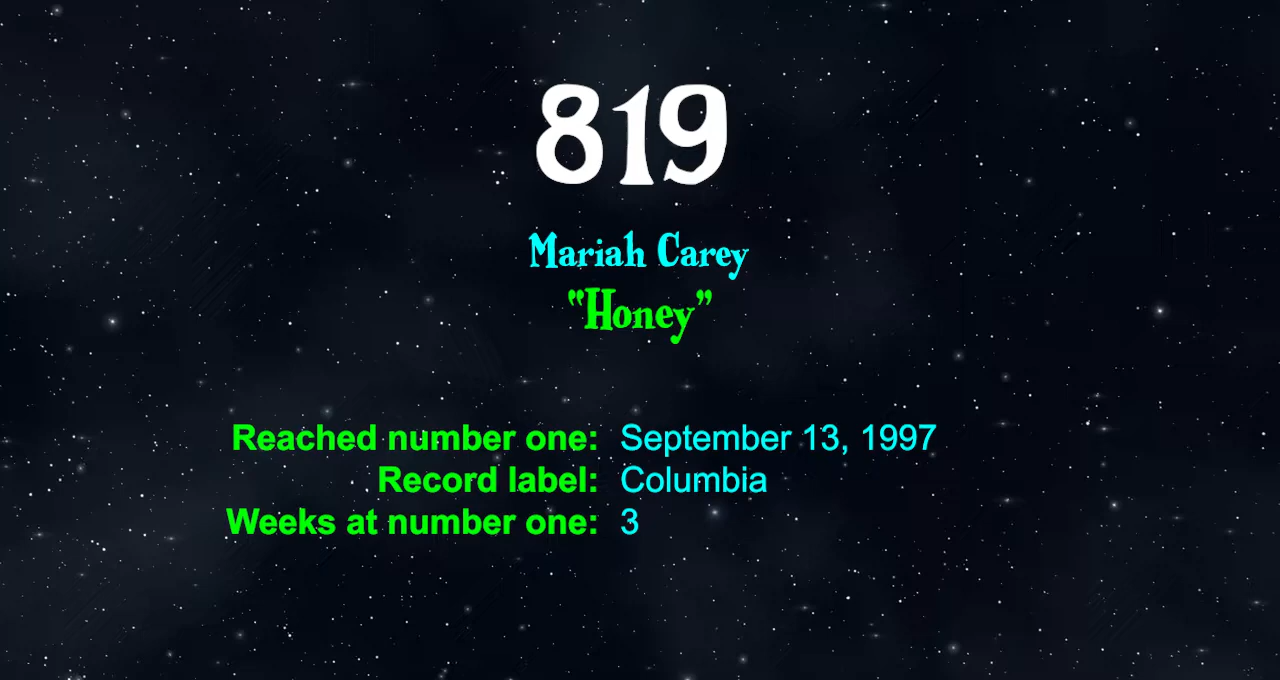 819
Mariah Carey
“Honey”
Reached number one: September 13, 1997
Record label: Columbia
Weeks at number one: 3